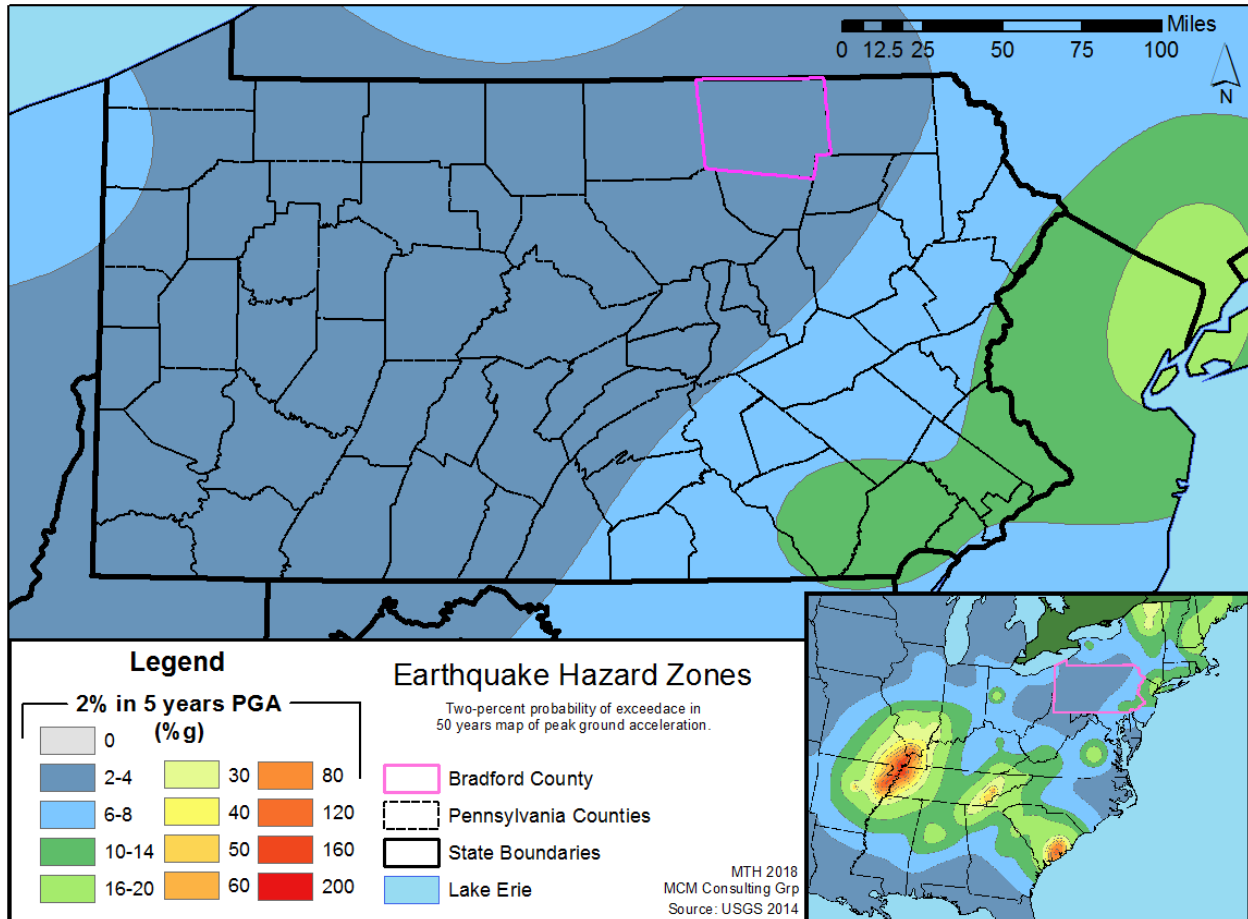 Miles
0 12.5 25 50 75 100
N
Legend
2% in 5 years PGA
(%g)
0
2-4
6-8
10-14
16-20
30
40
50
60
80
120
160
200
Earthquake Hazard Zones
Two-percent probability of exceedace in
50 years map of peak ground acceleration.
Bradford County
Pennsylvania Counties
State Boundaries
Lake Erie
MTH 2018
MCM Consulting Grp
Source: USGS 2014